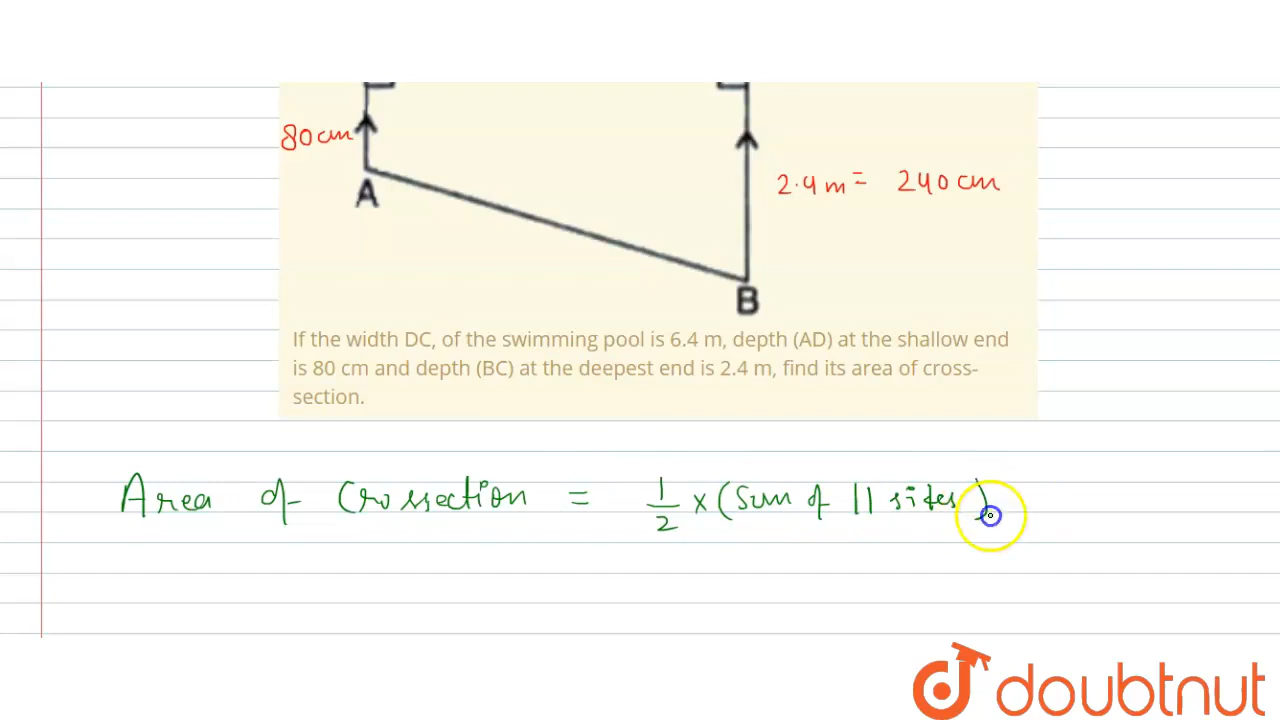 80 cm
A
2.4 m = 240 cm
B
If the width DC, of the swimming pool is 6.4 m, depth (AD) at the shallow end
is 80 cm and depth (BC) at the deepest end is 2.4 m, find its area of cross-
section.
Area of Crossection = 1/2 × (Sum of || sides)
doubtnut